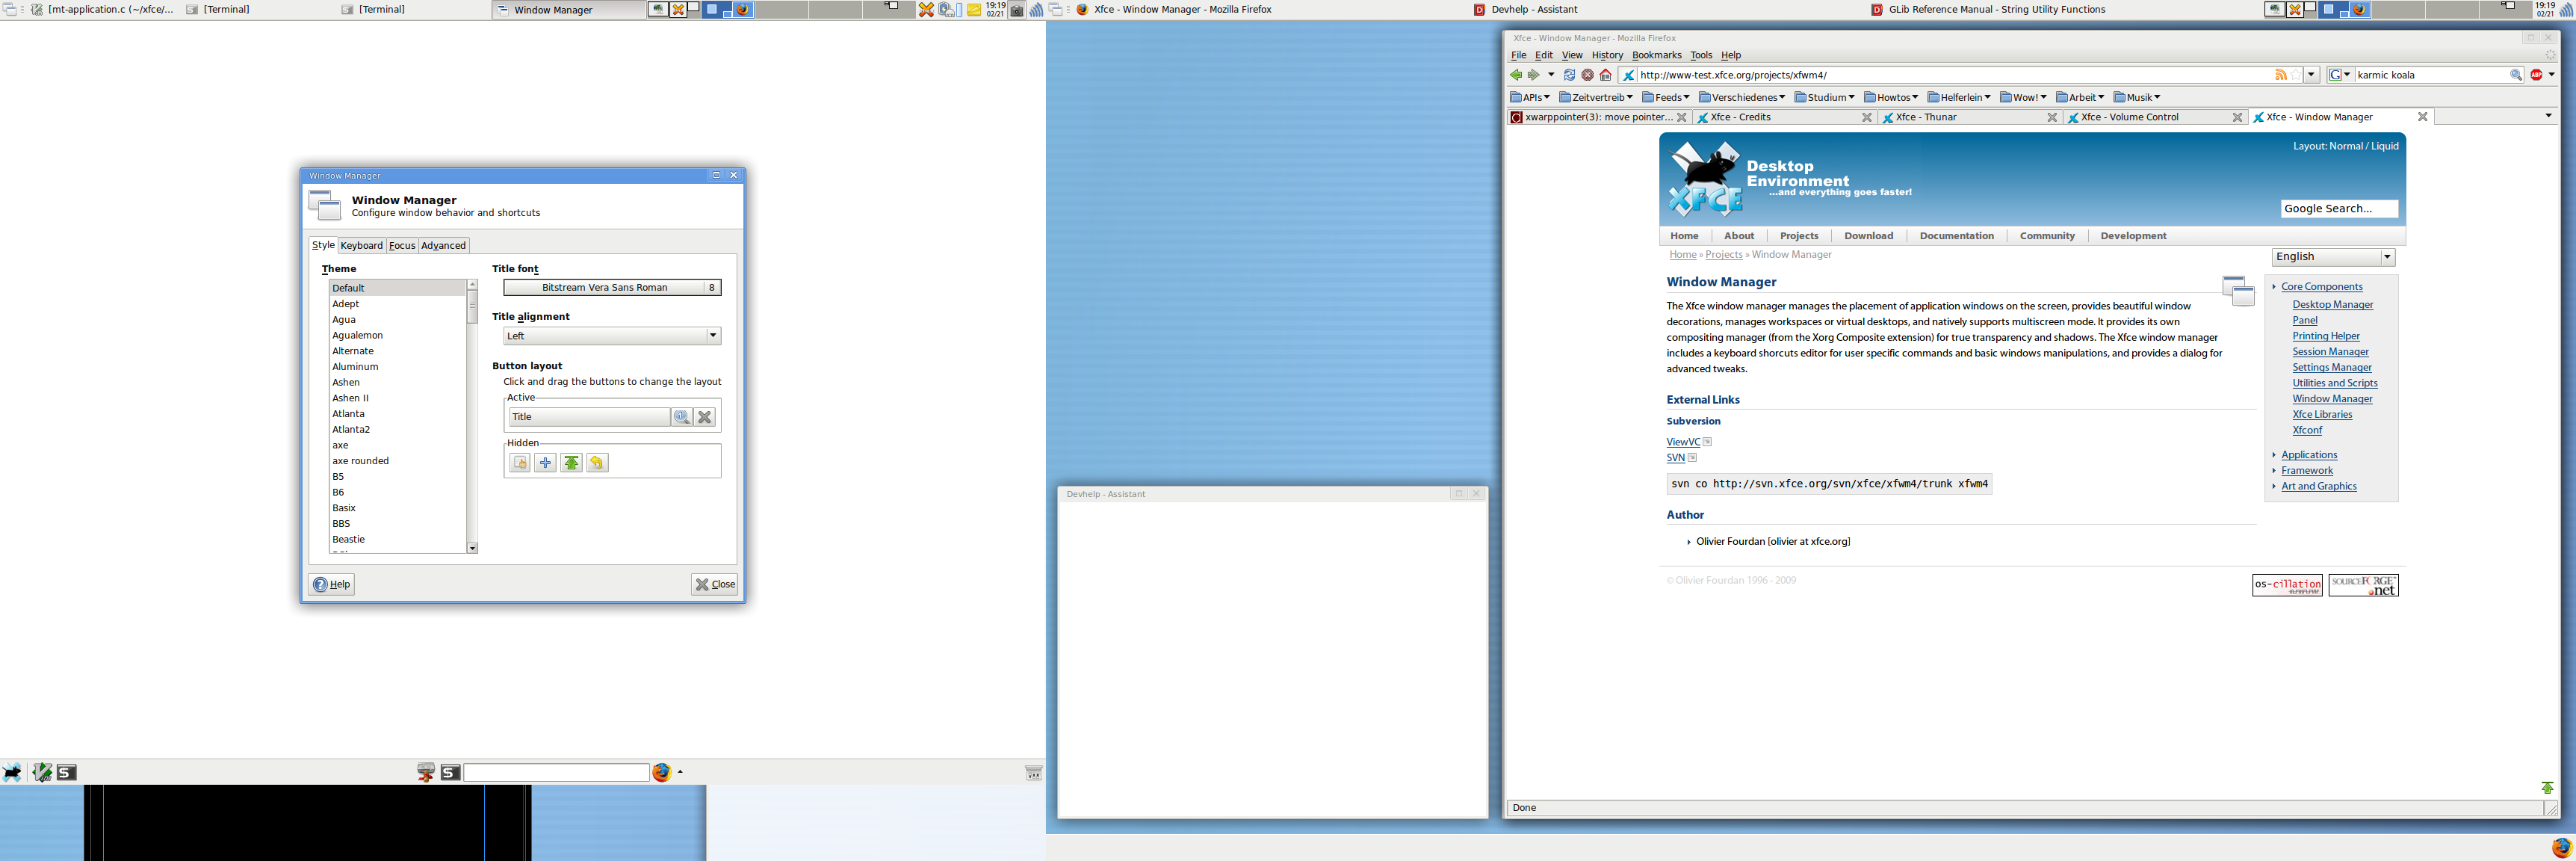 [mt-application.c (~/xfce/...
[Terminal]
[Terminal]
Window Manager
19:19
02/21
Xfce - Window Manager - Mozilla Firefox
Devhelp - Assistant
GLib Reference Manual - String Utility Functions
19:19
02/21
Window Manager
Window Manager
Configure window behavior and shortcuts
Style Keyboard Focus Advanced
Theme
Default
Adept
Agua
Agualemon
Alternate
Aluminum
Ashen
Ashen II
Atlanta
Atlanta2
axe
axe rounded
B5
B6
Basix
BBS
Beastie
Title font
Bitstream Vera Sans Roman 8
Title alignment
Left
Button layout
Click and drag the buttons to change the layout
Active
Title
Hidden
Help
Close
Devhelp - Assistant
Xfce - Window Manager - Mozilla Firefox
File Edit View History Bookmarks Tools Help
http://www-test.xfce.org/projects/xfwm4/
G
karmic koala
ABP
APIs Zeitvertreib Feeds Verschiedenes Studium Howtos Helferlein Wow! Arbeit Musik
xwarppointer(3): move pointer...
Xfce - Credits
Xfce - Thunar
Xfce - Volume Control
Xfce - Window Manager
Layout: Normal / Liquid
XFCE
Desktop
Environment
...and everything goes faster!
Google Search...
Home About Projects Download Documentation Community Development
Home » Projects » Window Manager
English
Window Manager
The Xfce window manager manages the placement of application windows on the screen, provides beautiful window
decorations, manages workspaces or virtual desktops, and natively supports multiscreen mode. It provides its own
compositing manager (from the Xorg Composite extension) for true transparency and shadows. The Xfce window manager
includes a keyboard shorcuts editor for user specific commands and basic windows manipulations, and provides a dialog for
advanced tweaks.
External Links
Subversion
ViewVC
SVN
svn co http://svn.xfce.org/svn/xfce/xfwm4/trunk xfwm4
Author
Olivier Fourdan [olivier at xfce.org]
Core Components
Desktop Manager
Panel
Printing Helper
Session Manager
Settings Manager
Utilities and Scripts
Window Manager
Xfce Libraries
Xfconf
Applications
Framework
Art and Graphics
© Olivier Fourdan 1996 - 2009
os-cillation
SOURCEFORGE
.net
Done